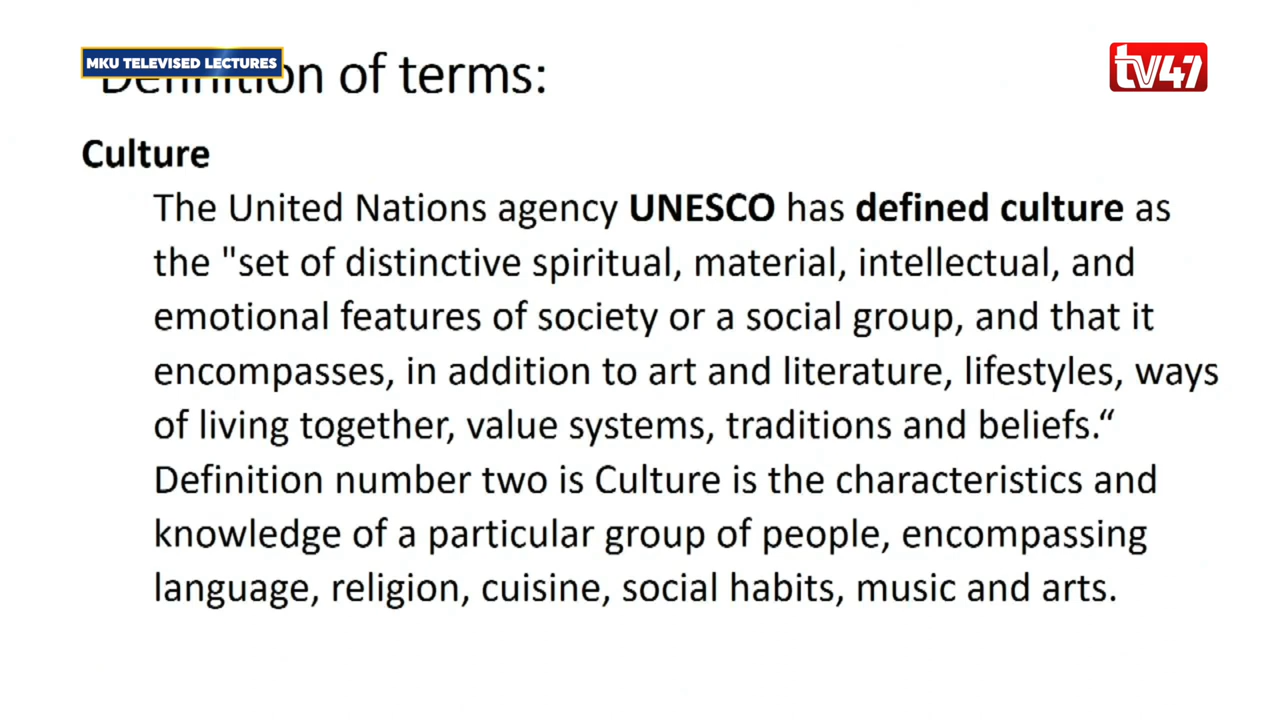 MKU TELEVISED LECTURES
tv47
Definition of terms:
Culture
The United Nations agency UNESCO has defined culture as
the "set of distinctive spiritual, material, intellectual, and
emotional features of society or a social group, and that it
encompasses, in addition to art and literature, lifestyles, ways
of living together, value systems, traditions and beliefs.“
Definition number two is Culture is the characteristics and
knowledge of a particular group of people, encompassing
language, religion, cuisine, social habits, music and arts.